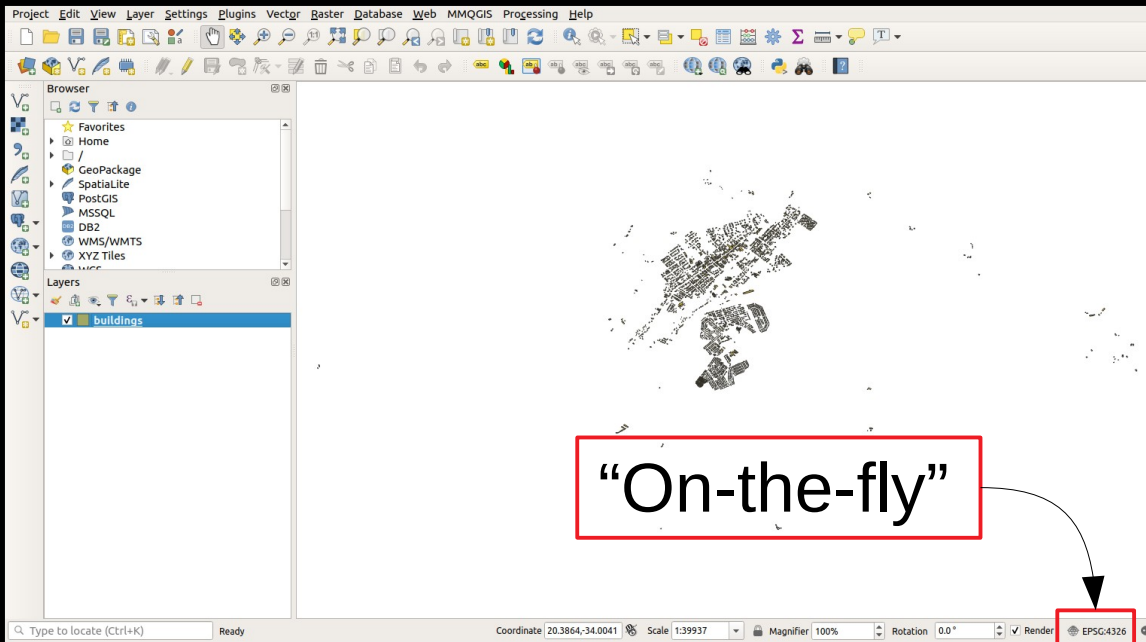 Project Edit View Layer Settings Plugins Vector Raster Database Web MMQGIS Processing Help
Browser
Favorites
Home
/
GeoPackage
SpatiaLite
PostGIS
MSSQL
DB2
WMS/WMTS
XYZ Tiles
Layers
buildings
“On-the-fly”
Type to locate (Ctrl+K) Ready Coordinate 20.3864,-34.0041 Scale 1:39937 Magnifier 100% Rotation 0.0° Render EPSG:4326